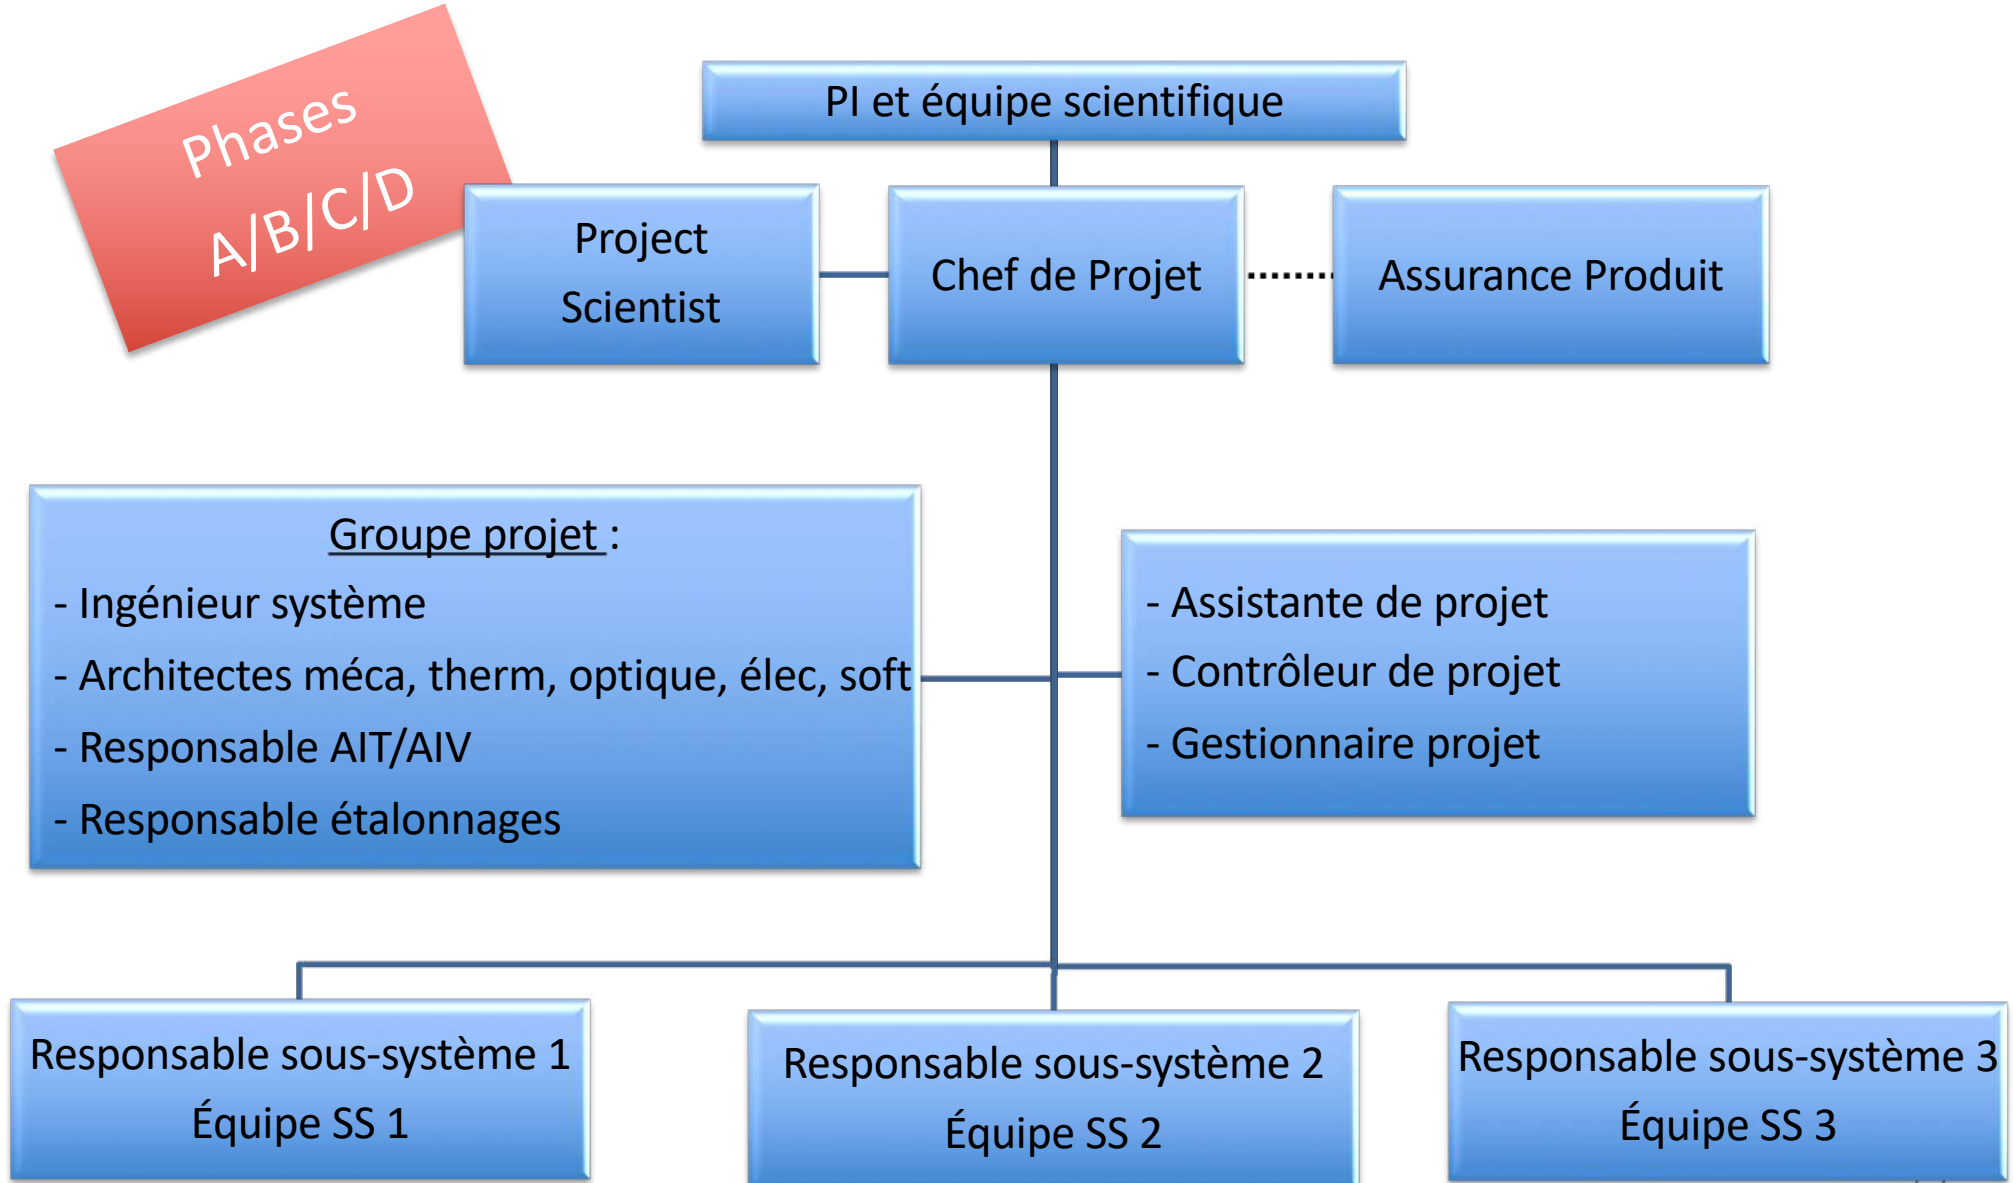 Phases
A/B/C/D
PI et équipe scientifique
Project
Scientist
Chef de Projet
Assurance Produit
Groupe projet :
- Ingénieur système
- Architectes méca, therm, optique, élec, soft
- Responsable AIT/AIV
- Responsable étalonnages
- Assistante de projet
- Contrôleur de projet
- Gestionnaire projet
Responsable sous-système 1
Équipe SS 1
Responsable sous-système 2
Équipe SS 2
Responsable sous-système 3
Équipe SS 3